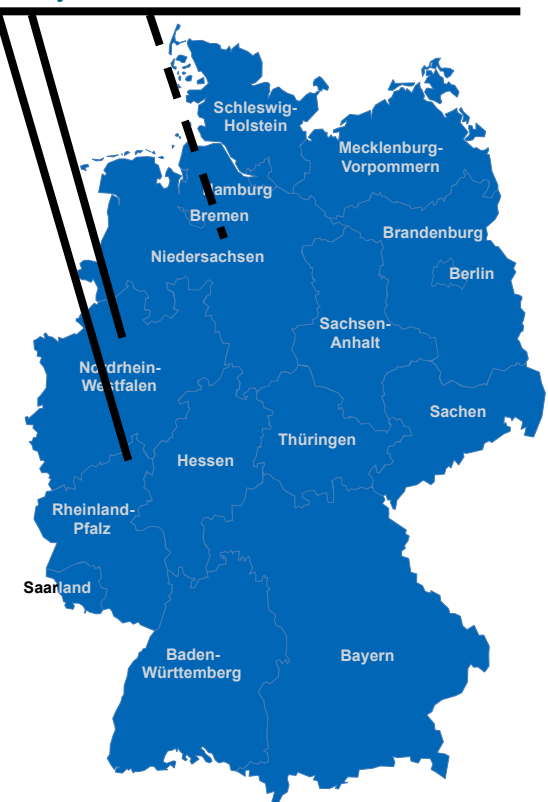 Schleswig-
Holstein
Mecklenburg-
Vorpommern
Hamburg
Bremen
Brandenburg
Niedersachsen
Berlin
Sachsen-
Anhalt
Nordrhein-
Westfalen
Sachen
Thüringen
Hessen
Rheinland-
Pfalz
Saarland
Baden-
Württemberg
Bayern